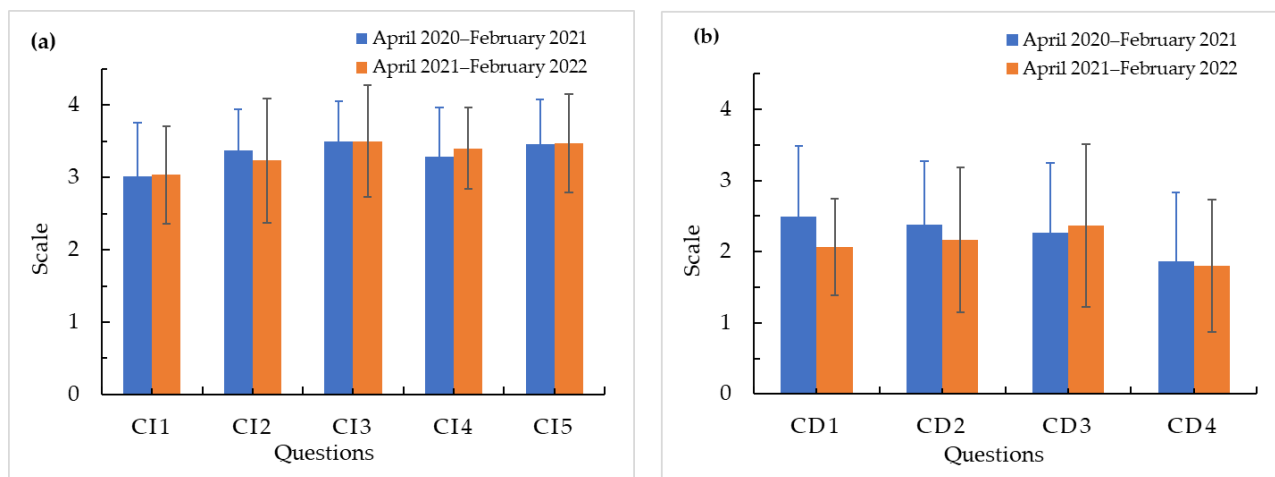 (a)
April 2020–February 2021
April 2021–February 2022
4
3
2
1
0
Scale
CI1 CI2 CI3 CI4 CI5
Questions
(b)
April 2020–February 2021
April 2021–February 2022
4
3
2
1
0
Scale
CD1 CD2 CD3 CD4
Questions